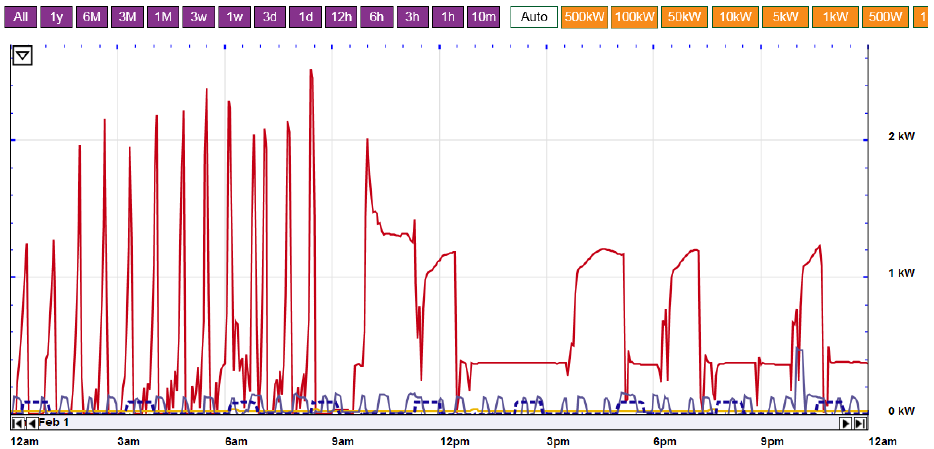 All 1y 6M 3M 1M 3w 1w 3d 1d 12h 6h 3h 1h 10m Auto 500kW 100kW 50kW 10kW 5kW 1kW 500W
2 kW
1 kW
0 kW
Feb 1
12am 3am 6am 9am 12pm 3pm 6pm 9pm 12am